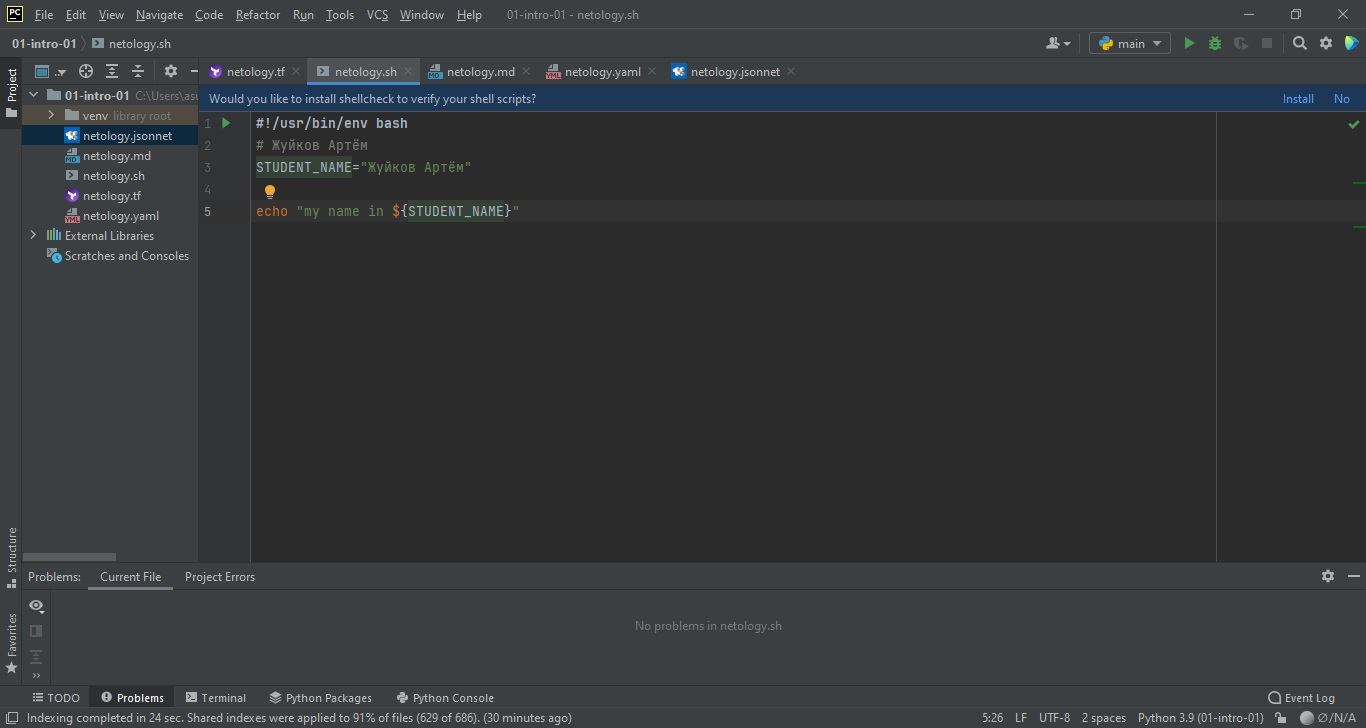 PC File Edit View Navigate Code Refactor Run Tools VCS Window Help 01-intro-01 - netology.sh
01-intro-01 netology.sh main
Project
.. netology.tf netology.sh netology.md netology.yaml netology.jsonnet
01-intro-01 C:\Users\ası
Would you like to install shellcheck to verify your shell scripts? Install No
venv library root
netology.jsonnet
netology.md
netology.sh
netology.tf
netology.yaml
External Libraries
Scratches and Consoles
1 #!/usr/bin/env bash
2 # Жуйков Артём
3 STUDENT_NAME="Жуйков Артём"
4
5 echo "my name in ${STUDENT_NAME}"
Structure
Favorites
Problems: Current File Project Errors
No problems in netology.sh
TODO Problems Terminal Python Packages Python Console Event Log
Indexing completed in 24 sec. Shared indexes were applied to 91% of files (629 of 686). (30 minutes ago) 5:26 LF UTF-8 2 spaces Python 3.9 (01-intro-01) ∅/N/A